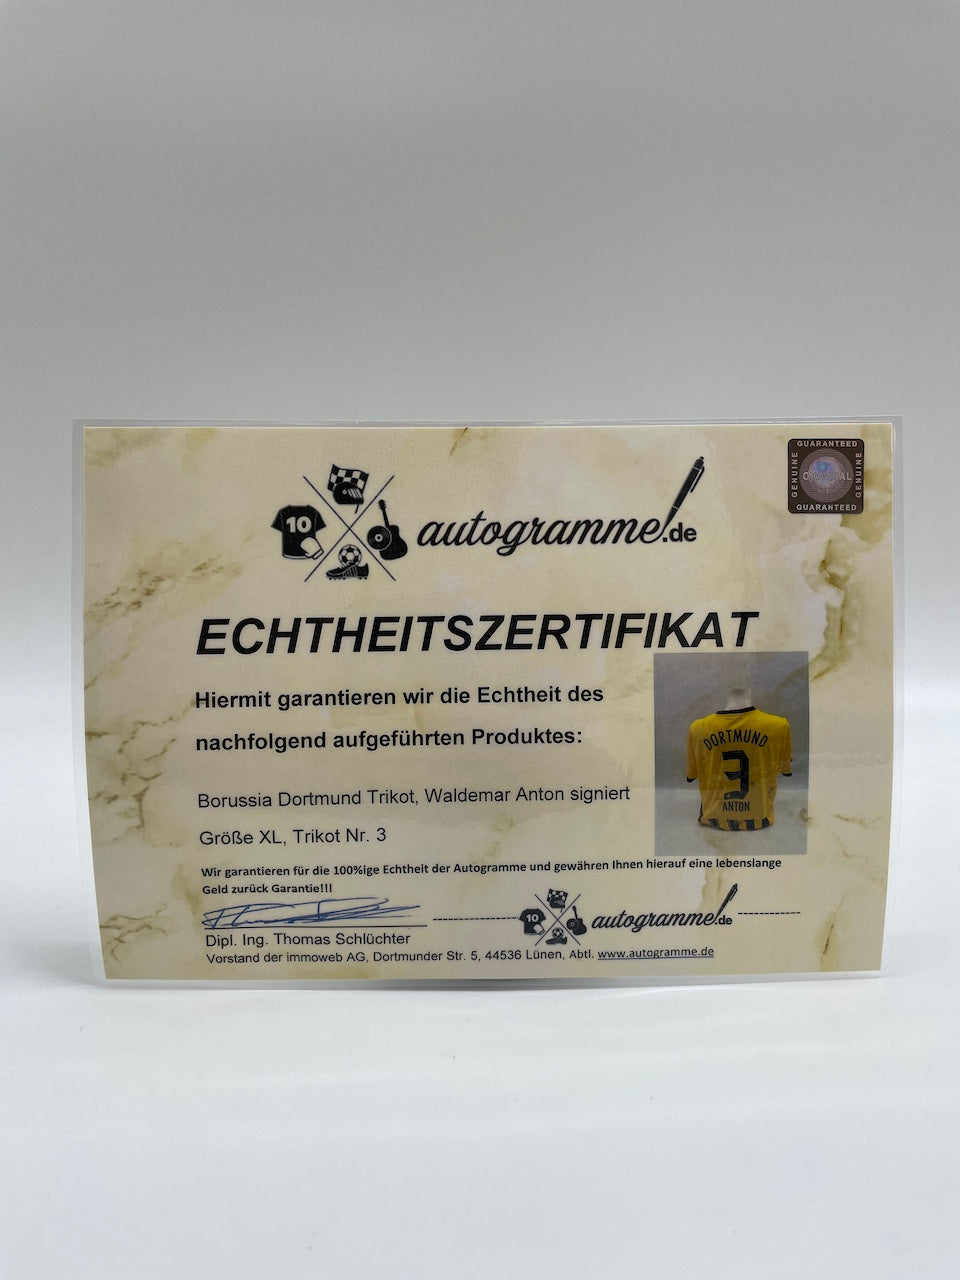 GUARANTEED
GENUINE ORIGINAL GENUINE
GUARANTEED
10
autogramme.de
ECHTHEITSZERTIFIKAT
Hiermit garantieren wir die Echtheit des
nachfolgend aufgeführten Produktes:
DORTMUND
3
ANTON
Borussia Dortmund Trikot, Waldemar Anton signiert
Größe XL, Trikot Nr. 3
Wir garantieren für die 100%ige Echtheit der Autogramme und gewähren Ihnen hierauf eine lebenslange
Geld zurück Garantie!!!
10
autogramme.de
Dipl. Ing. Thomas Schlüchter
Vorstand der immoweb AG, Dortmunder Str. 5, 44536 Lünen, Abtl. www.autogramme.de